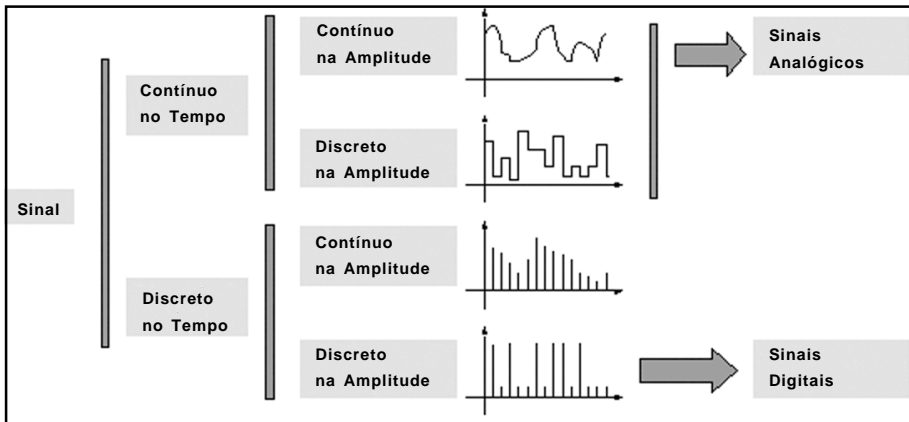 Sinal
Contínuo
no Tempo
Discreto
no Tempo
Contínuo
na Amplitude
Discreto
na Amplitude
Contínuo
na Amplitude
Discreto
na Amplitude
Sinais
Analógicos
Sinais
Digitais